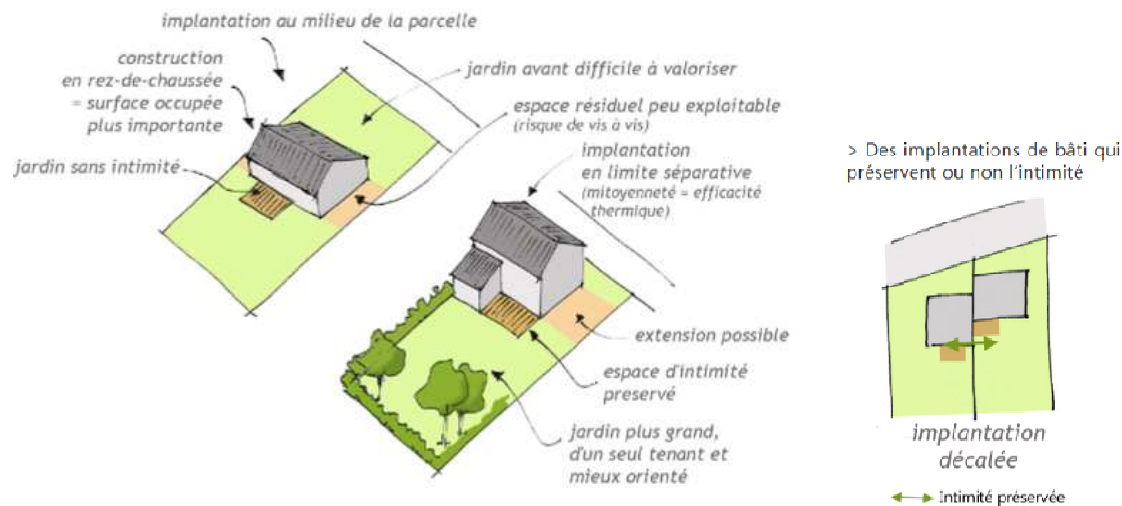 implantation au milieu de la parcelle
construction
en rez-de-chaussée
= surface occupée
plus importante
jardin sans intimité
jardin avant difficile à valoriser
espace résiduel peu exploitable
(risque de vis à vis)
implantation
en limite séparative
(mitoyenneté = efficacité
thermique)
extension possible
espace d'intimité
preservé
jardin plus grand,
d'un seul tenant et
mieux orienté
> Des implantations de bâti qui
préservent ou non l'intimité
implantation
décalée
Intimité préservée